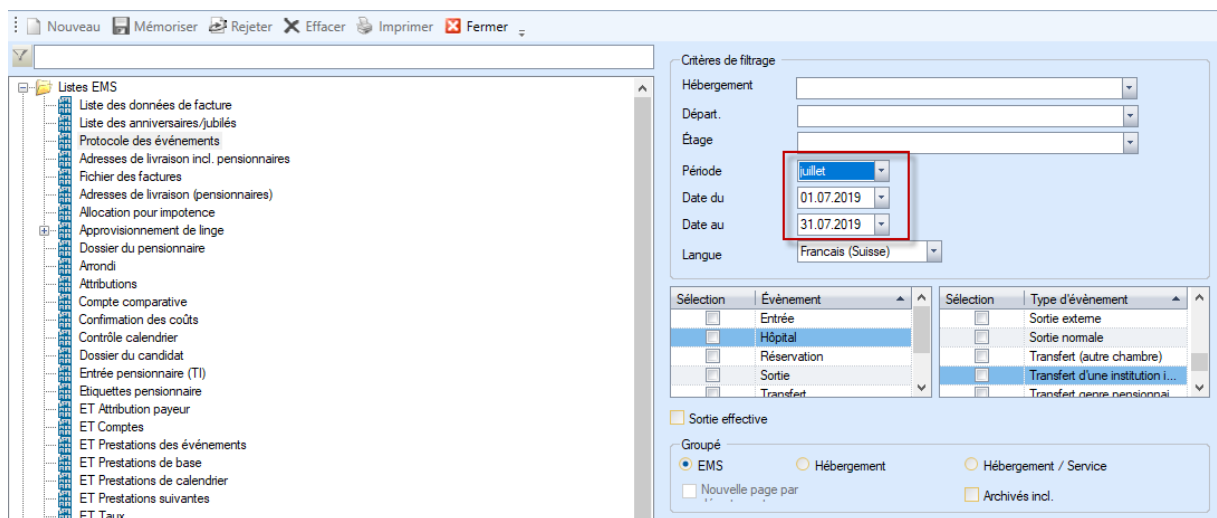 Nouveau Mémoriser Rejeter Effacer Imprimer Fermer
Listes EMS
Liste des données de facture
Liste des anniversaires/jubilés
Protocole des événements
Adresses de livraison incl. pensionnaires
Fichier des factures
Adresses de livraison (pensionnaires)
Allocation pour impotence
Approvisionnement de linge
Dossier du pensionnaire
Arrondi
Attributions
Compte comparative
Confirmation des coûts
Contrôle calendrier
Dossier du candidat
Entrée pensionnaire (TI)
Etiquettes pensionnaire
ET Attribution payeur
ET Comptes
ET Prestations des événements
ET Prestations de base
ET Prestations de calendrier
ET Prestations suivantes
ET Taux
Critères de filtrage
Hébergement
Départ.
Étage
Période juillet
Date du 01.07.2019
Date au 31.07.2019
Langue Francais (Suisse)
Sélection Évènement
Entrée
Hôpital
Réservation
Sortie
Transfert
Sélection Type d'évènement
Sortie externe
Sortie normale
Transfert (autre chambre)
Transfert d'une institution i...
Transfert genre pensionnai
Sortie effective
Groupé
EMS Hébergement Hébergement / Service
Nouvelle page par
Archivés incl.